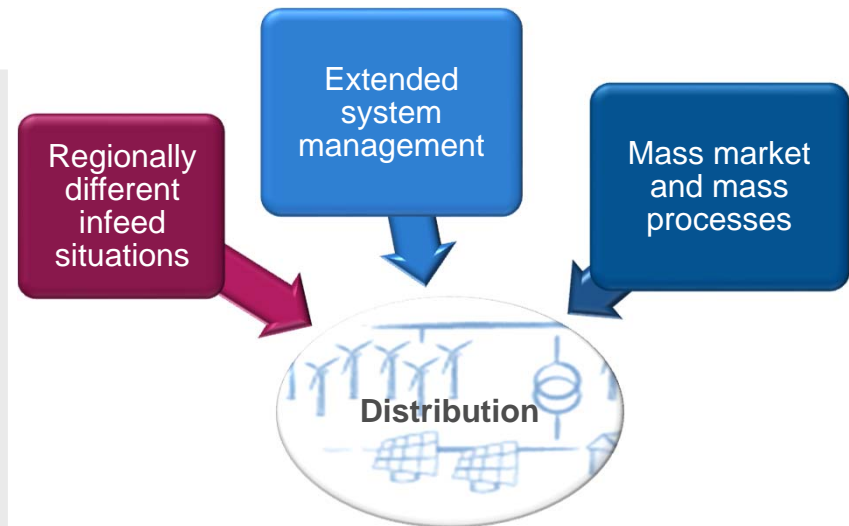 Regionally
different
infeed
situations
Extended
system
management
Mass market
and mass
processes
Distribution